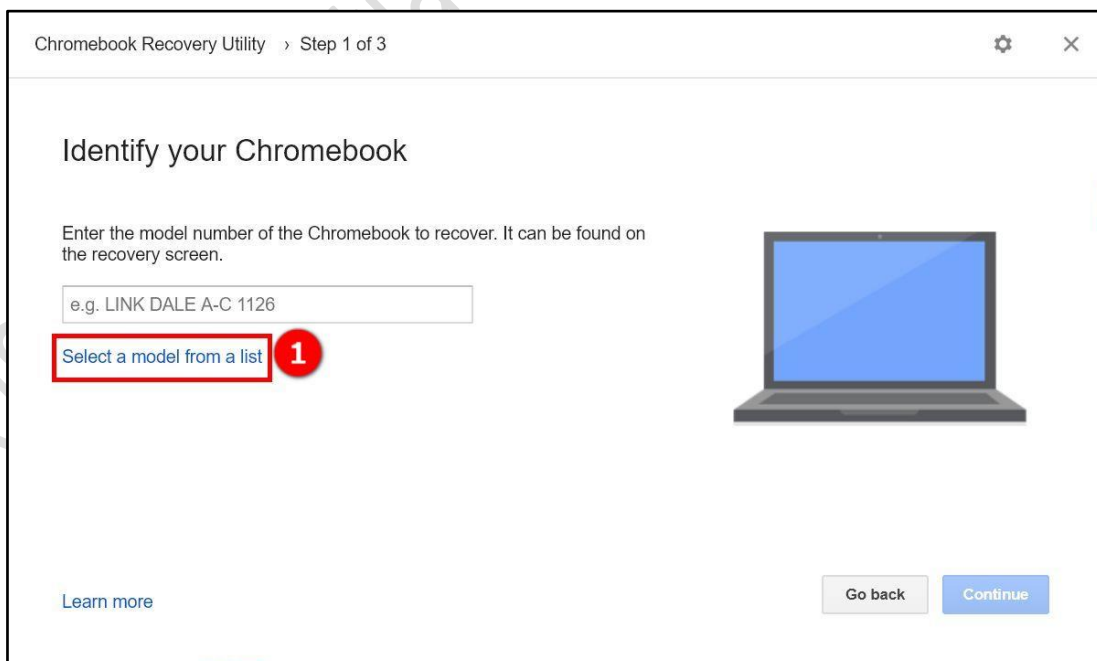 Chromebook Recovery Utility › Step 1 of 3
Identify your Chromebook
Enter the model number of the Chromebook to recover. It can be found on
the recovery screen.
e.g. LINK DALE A-C 1126
Select a model from a list
1
Learn more
Go back
Continue